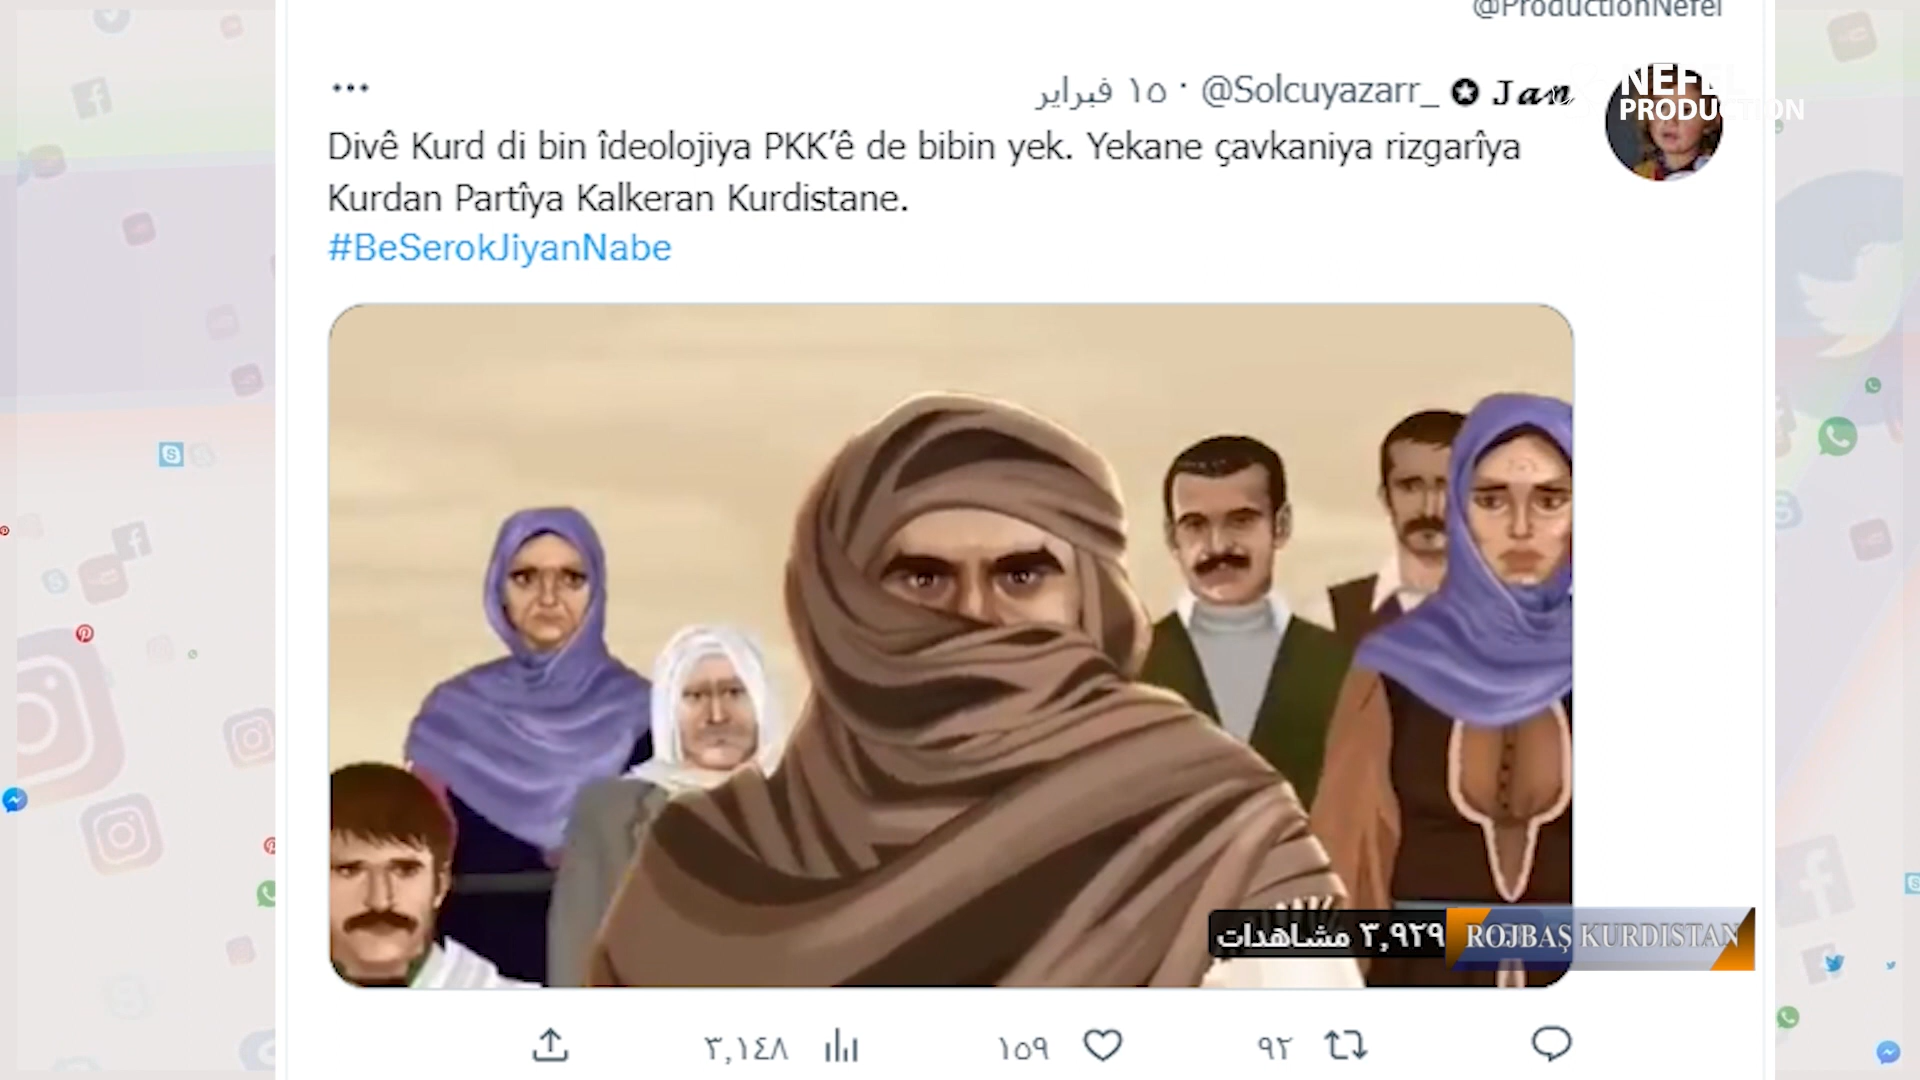 @ProductionNefel
NEFEL
PRODUCTION
Jan @Solcuyazarr_ · ١٥ فبراير
Divê Kurd di bin îdeolojiya PKK’ê de bibin yek. Yekane çavkaniya rizgarîya
Kurdan Partîya Kalkeran Kurdistane.
#BeSerokJiyanNabe
٣,٩٢٩ مشاهدات
ROJBAŞ KURDISTAN
٩٢
١٥٩
٣,١٤٨